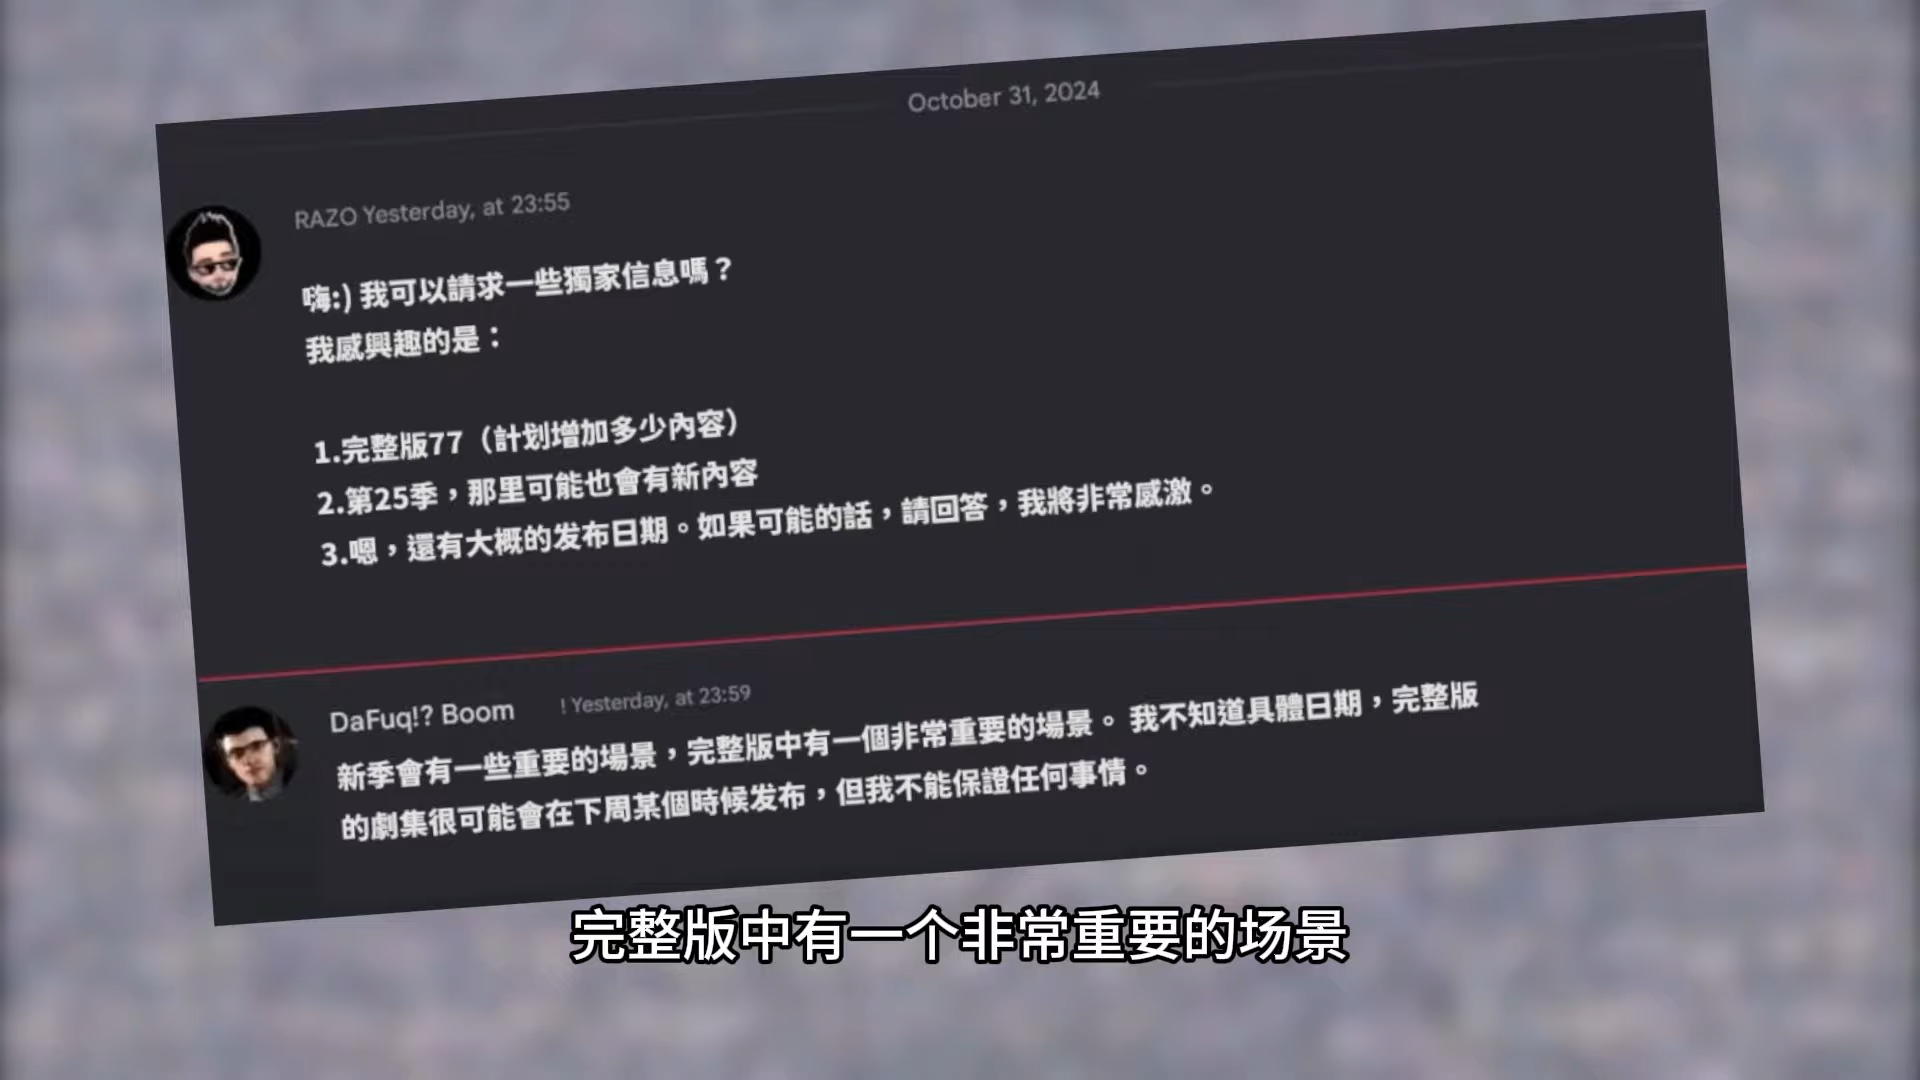 October 31, 2024
RAZO Yesterday, at 23:55
嗨:) 我可以請求一些獨家信息嗎？
我感興趣的是：
1.完整版77（計划增加多少內容）
2.第25季，那里可能也會有新內容
3.嗯，還有大概的发布日期。如果可能的話，請回答，我將非常感激。
DaFuq!? Boom ! Yesterday, at 23:59
新季會有一些重要的場景，完整版中有一個非常重要的場景。 我不知道具體日期，完整版
的劇集很可能會在下周某個時候发布，但我不能保證任何事情。
完整版中有一个非常重要的场景